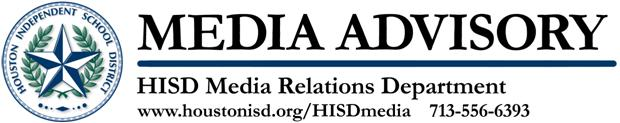 HOUSTON INDEPENDENT SCHOOL DISTRICT
MEDIA ADVISORY
HISD Media Relations Department
www.houstonisd.org/HISDmedia 713-556-6393